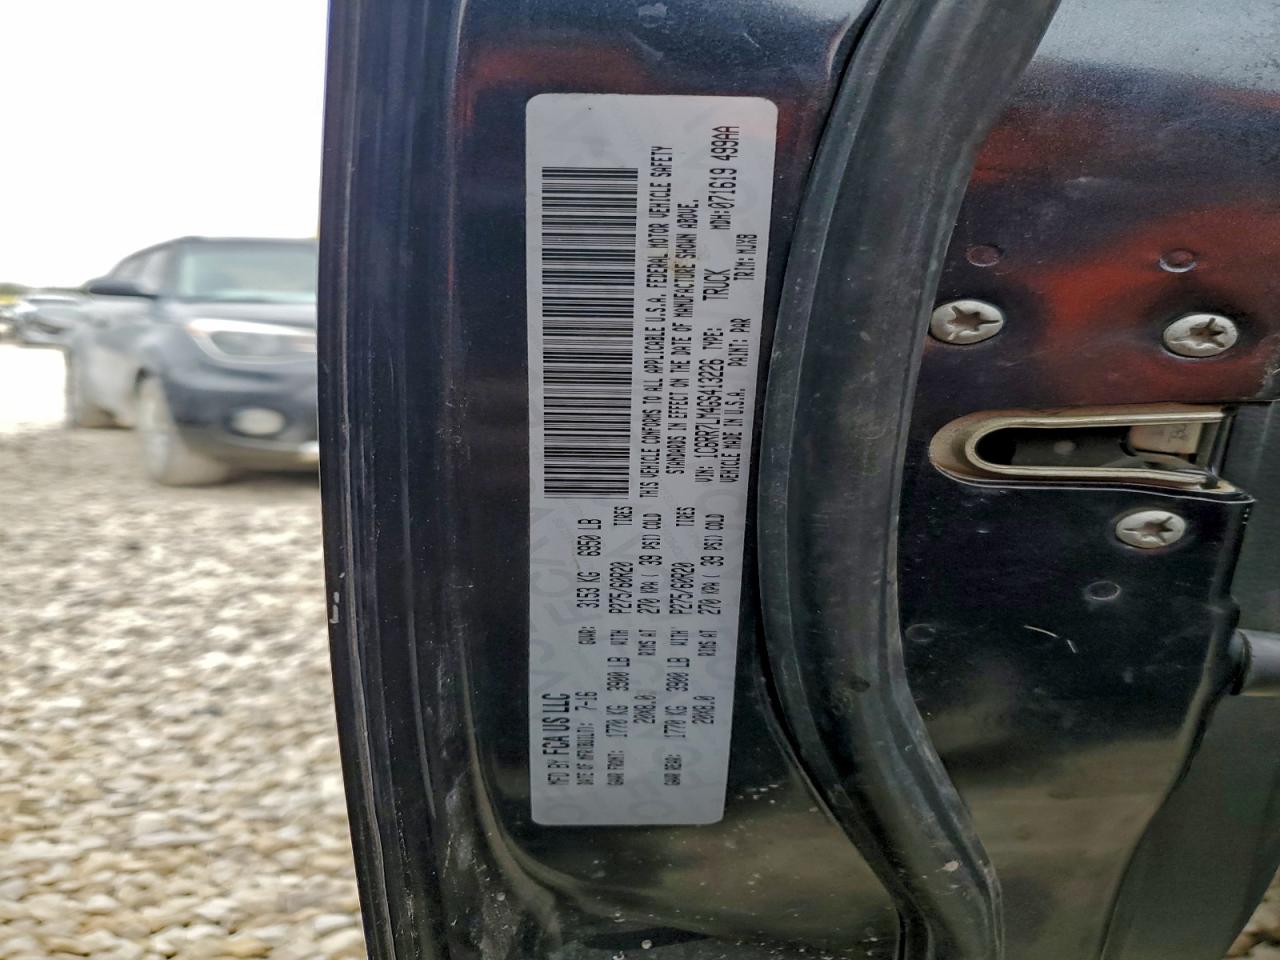 MFD BY FCA US LLC
DATE OF MFR(BUILT): 7-16 GVWR: 3153 KG 6950 LB
GAWR FRONT: 1770 KG 3900 LB WITH P275/60R20 TIRES
20X8.0 RIMS AT 270 KPA ( 39 PSI) COLD
GAWR REAR: 1770 KG 3900 LB WITH P275/60R20 TIRES
20X8.0 RIMS AT 270 KPA ( 39 PSI) COLD
THIS VEHICLE CONFORMS TO ALL APPLICABLE U.S.A. FEDERAL MOTOR VEHICLE SAFETY
STANDARDS IN EFFECT ON THE DATE OF MANUFACTURE SHOWN ABOVE.
VIN: 1C6RR7LM4GS413226 TYPE: TRUCK MDH:071619 499AA
VEHICLE MADE IN U.S.A. PAINT: PAR TRIM: MJX8